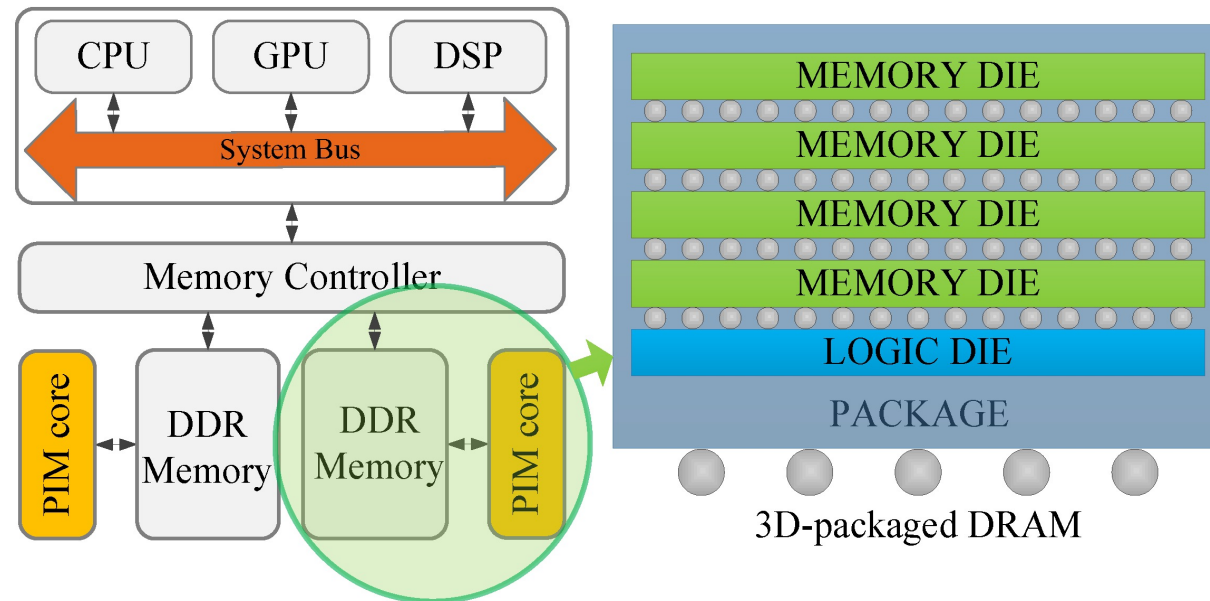 CPU
GPU
DSP
System Bus
Memory Controller
PIM core
DDR
Memory
DDR
Memory
PIM core
MEMORY DIE
MEMORY DIE
MEMORY DIE
MEMORY DIE
LOGIC DIE
PACKAGE
3D-packaged DRAM